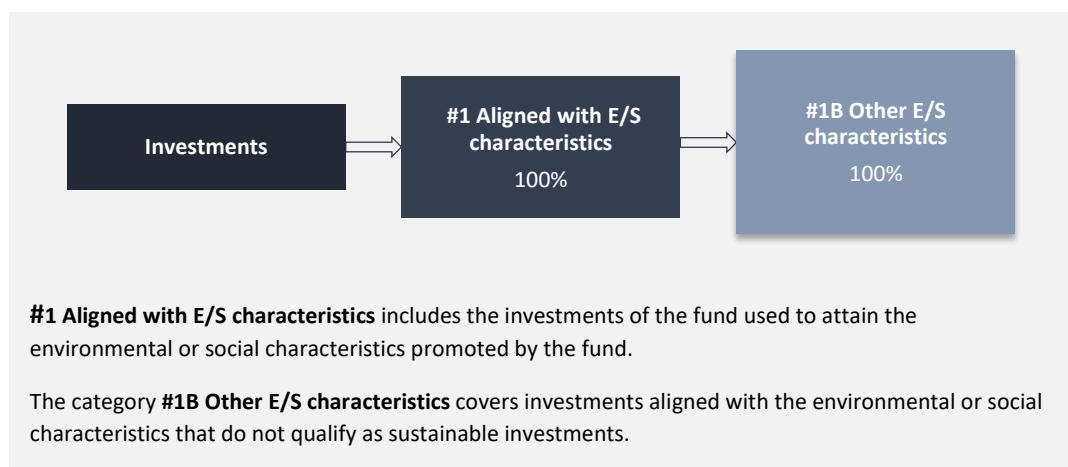 Investments
#1 Aligned with E/S
characteristics
100%
#1B Other E/S
characteristics
100%
#1 Aligned with E/S characteristics includes the investments of the fund used to attain the
environmental or social characteristics promoted by the fund.
The category #1B Other E/S characteristics covers investments aligned with the environmental or social
characteristics that do not qualify as sustainable investments.